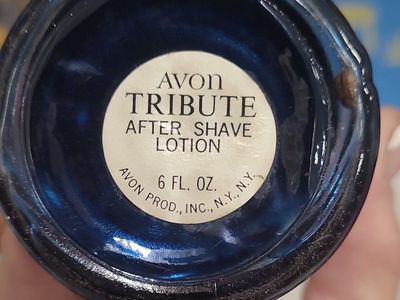 AVON
TRIBUTE
AFTER SHAVE
LOTION
6 FL. OZ.
AVON PROD., INC., N.Y., N.Y.